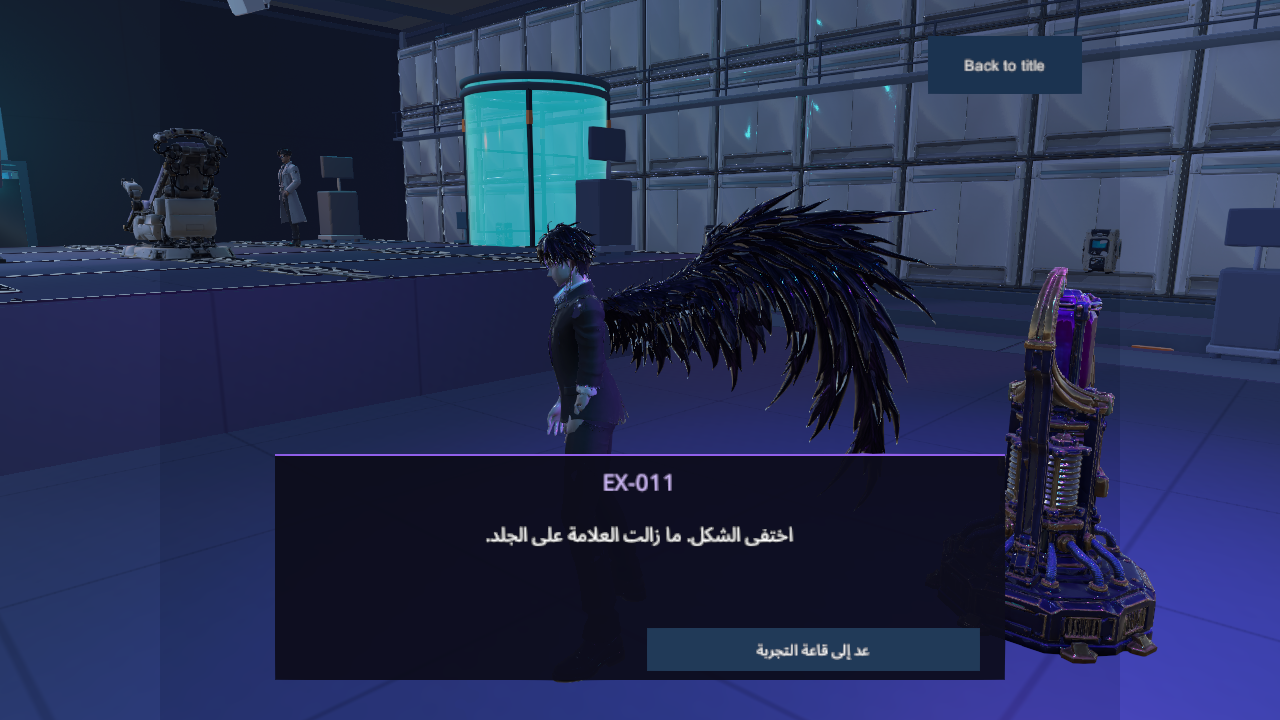 Back to title
EX-011
اختفى الشكل. ما زالت العلامة على الجلد.
عد إلى قاعة التجربة